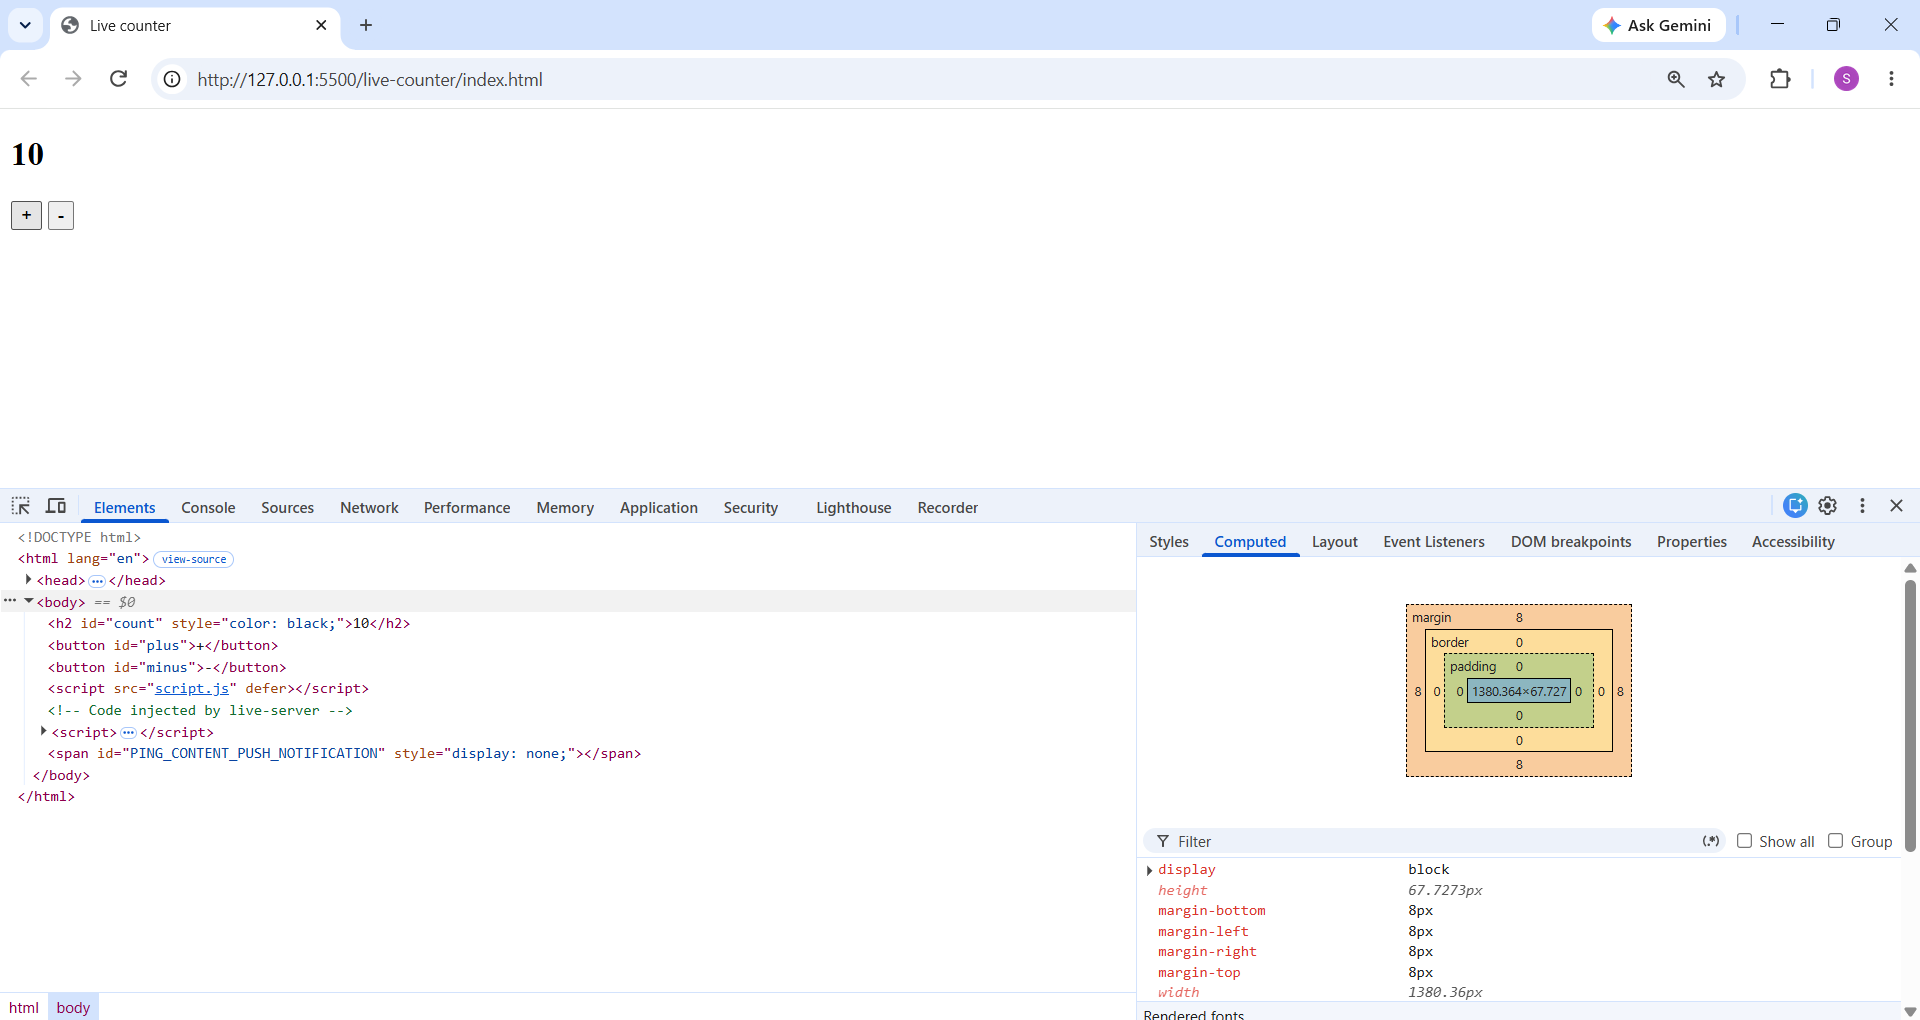 Live counter
Ask Gemini
http://127.0.0.1:5500/live-counter/index.html
S
10
+ -
Elements Console Sources Network Performance Memory Application Security Lighthouse Recorder
<!DOCTYPE html>
<html lang="en"> view-source
<head> ... </head>
... <body> == $0
<h2 id="count" style="color: black;">10</h2>
<button id="plus">+</button>
<button id="minus">-</button>
<script src="script.js" defer></script>
<!-- Code injected by live-server -->
<script> ... </script>
<span id="PING_CONTENT_PUSH_NOTIFICATION" style="display: none;"></span>
</body>
</html>
html body
Styles Computed Layout Event Listeners DOM breakpoints Properties Accessibility
margin 8
border 0
padding 0
8 0 0 1380.364×67.727 0 0 8
0
0
8
Filter (.*) Show all Group
display block
height 67.7273px
margin-bottom 8px
margin-left 8px
margin-right 8px
margin-top 8px
width 1380.36px
Rendered fonts